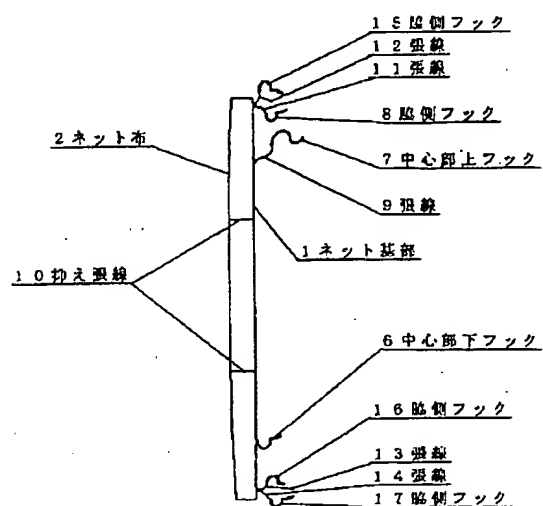 15脇側フック
12張線
11張線
8脇側フック
2ネット布
7中心部上フック
9張線
1ネット基部
10抑え張線
6中心部下フック
16脇側フック
13張線
14張線
17脇側フック